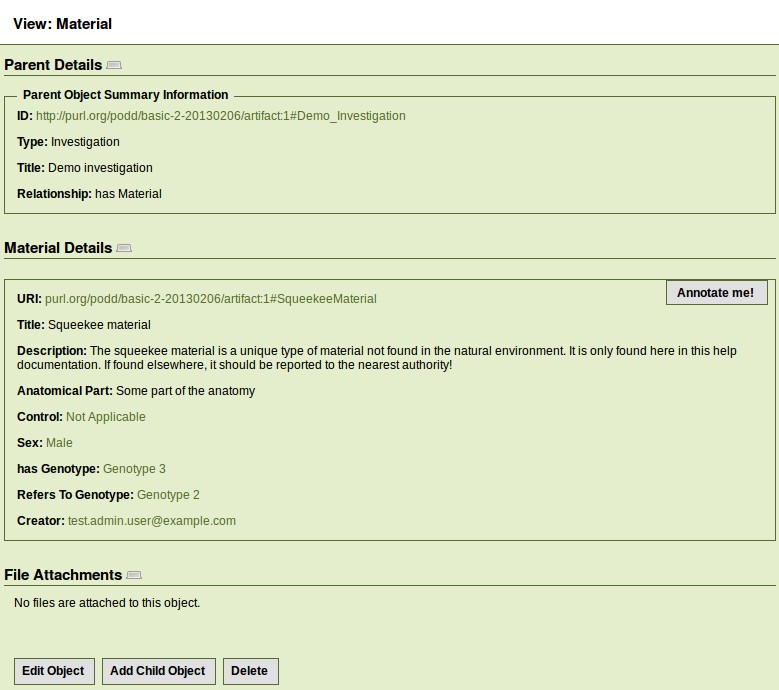 View: Material
Parent Details
Parent Object Summary Information
ID: http://purl.org/podd/basic-2-20130206/artifact:1#Demo_Investigation
Type: Investigation
Title: Demo investigation
Relationship: has Material
Material Details
Annotate me!
URI: purl.org/podd/basic-2-20130206/artifact:1#SqueekeeMaterial
Title: Squeekee material
Description: The squeekee material is a unique type of material not found in the natural environment. It is only found here in this help
documentation. If found elsewhere, it should be reported to the nearest authority!
Anatomical Part: Some part of the anatomy
Control: Not Applicable
Sex: Male
has Genotype: Genotype 3
Refers To Genotype: Genotype 2
Creator: test.admin.user@example.com
File Attachments
No files are attached to this object.
Edit Object Add Child Object Delete